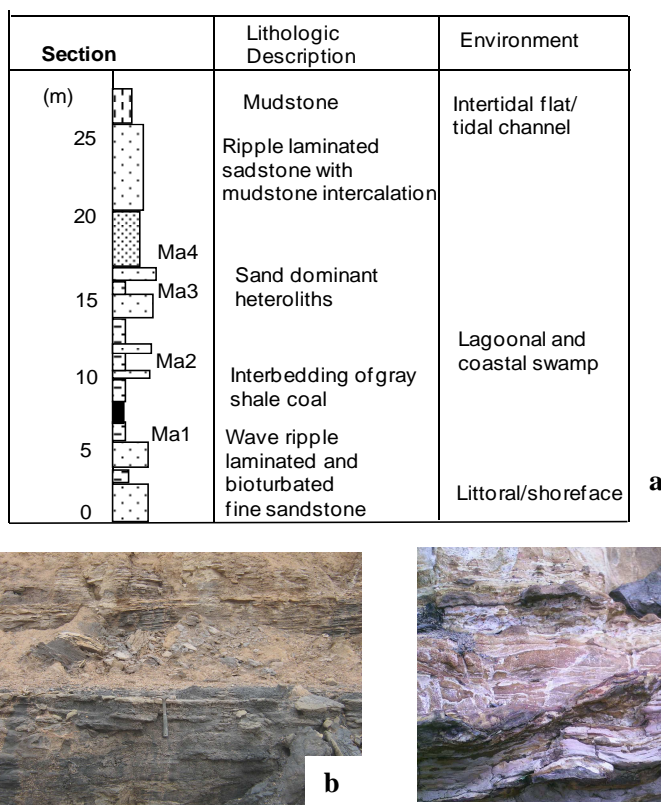 Section
Lithologic
Description
Environment
(m)
Mudstone
Intertidal flat/
tidal channel
25
Ripple laminated
sadstone with
mudstone intercalation
20
Ma4
Sand dominant
heteroliths
Ma3
15
Lagoonal and
coastal swamp
Ma2
10
Interbedding of gray
shale coal
Ma1
5
Wave ripple
laminated and
bioturbated
fine sandstone
Littoral/shoreface
0
a
b